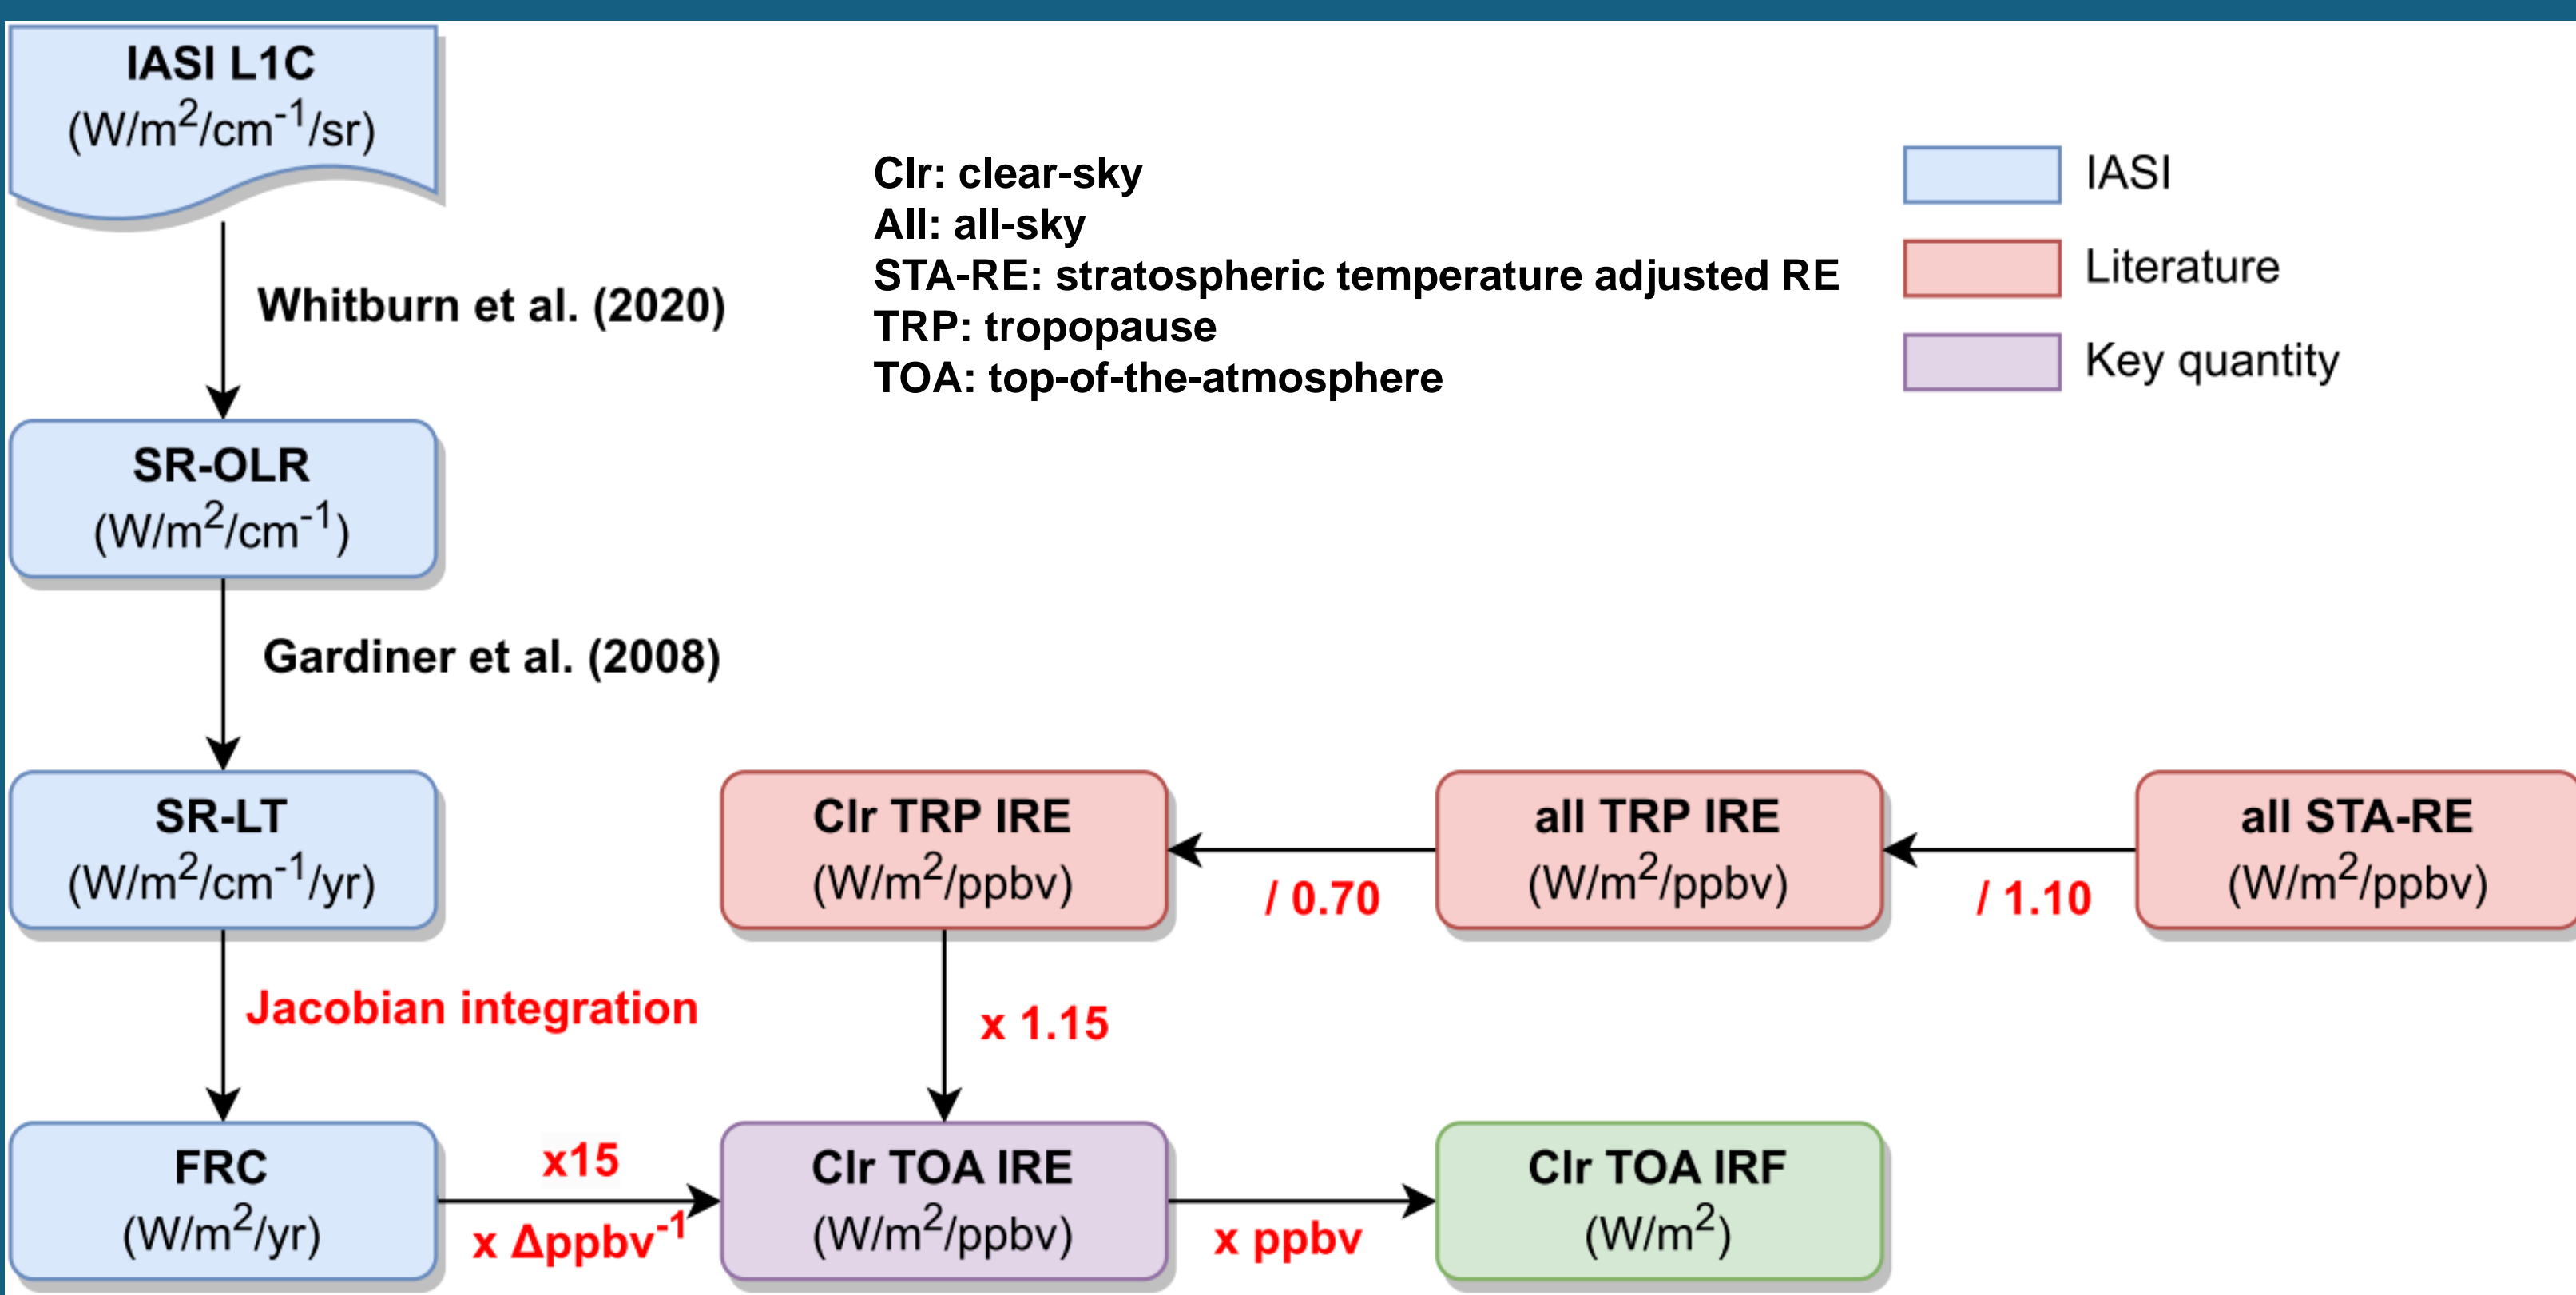 IASI L1C
(W/m²/cm⁻¹/sr)
Whitburn et al. (2020)
Clr: clear-sky
All: all-sky
STA-RE: stratospheric temperature adjusted RE
TRP: tropopause
TOA: top-of-the-atmosphere
IASI
Literature
Key quantity
SR-OLR
(W/m²/cm⁻¹)
Gardiner et al. (2008)
SR-LT
(W/m²/cm⁻¹/yr)
Clr TRP IRE
(W/m²/ppbv)
/ 0.70
all TRP IRE
(W/m²/ppbv)
/ 1.10
all STA-RE
(W/m²/ppbv)
Jacobian integration
x 1.15
FRC
(W/m²/yr)
x15
x Δppbv⁻¹
Clr TOA IRE
(W/m²/ppbv)
x ppbv
Clr TOA IRF
(W/m²)